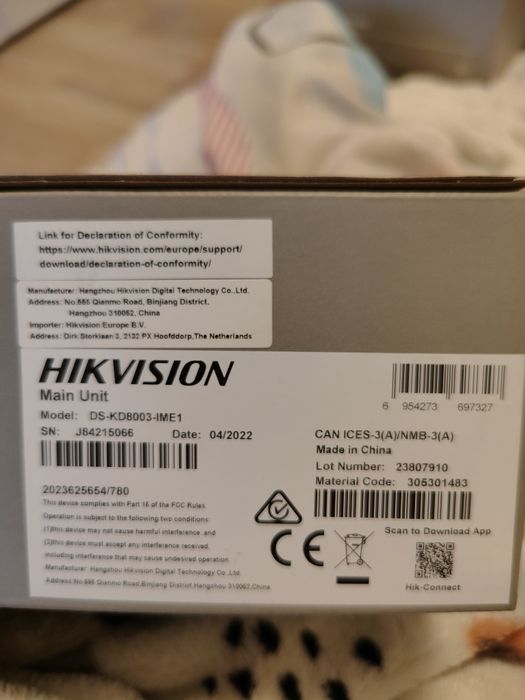 Link for Declaration of Conformity:
https://www.hikvision.com/europe/support/
download/declaration-of-conformity/
Manufacturer: Hangzhou Hikvision Digital Technology Co.,Ltd.
Address: No.555 Qianmo Road, Binjiang District,
Hangzhou 310052, China
Importer: Hikvision Europe B.V.
Address: Dirk Storklaan 3, 2132 PX Hoofddorp,The Netherlands
HIKVISION
Main Unit
Model: DS-KD8003-IME1
SN: J84215066 Date: 04/2022
2023625654/780
This device complies with Part 15 of the FCC Rules.
Operation is subject to the following two conditions:
(1)this device may not cause harmful interference, and
(2)this device must accept any interference received,
including interference that may cause undesired operation.
Manufacturer: Hangzhou Hikvision Digital Technology Co.,Ltd.
Address:No.555 Qianmo Road,Binjiang District,Hangzhou 310052,China
6 954273 697327
CAN ICES-3(A)/NMB-3(A)
Made in China
Lot Number: 23807910
Material Code: 305301483
CE
Scan to Download App
Hik-Connect